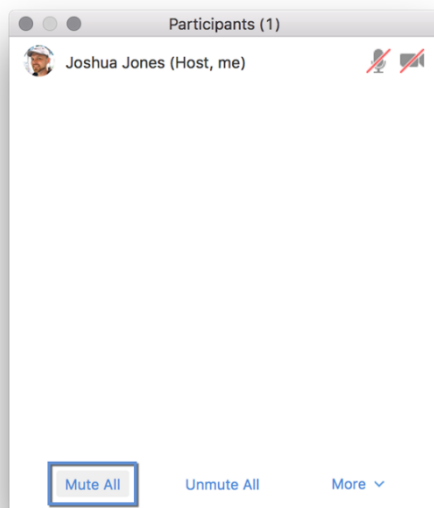 Participants (1)
Joshua Jones (Host, me)
Mute All Unmute All More